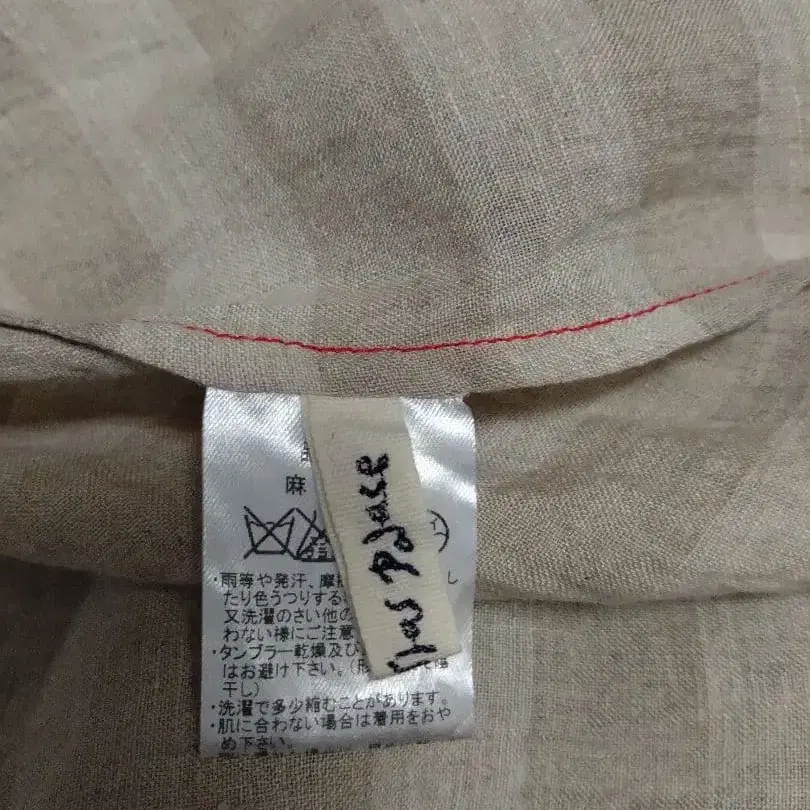 麻
・雨等や発汗、摩 し
たり色うつりする
又洗濯のさい他の
わない様にご注意
・タンブラー乾燥及び
はお避け下さい。(形
干し)
・洗濯で多少縮むことがあります。
・肌に合わない場合は着用をおや
め下さい。